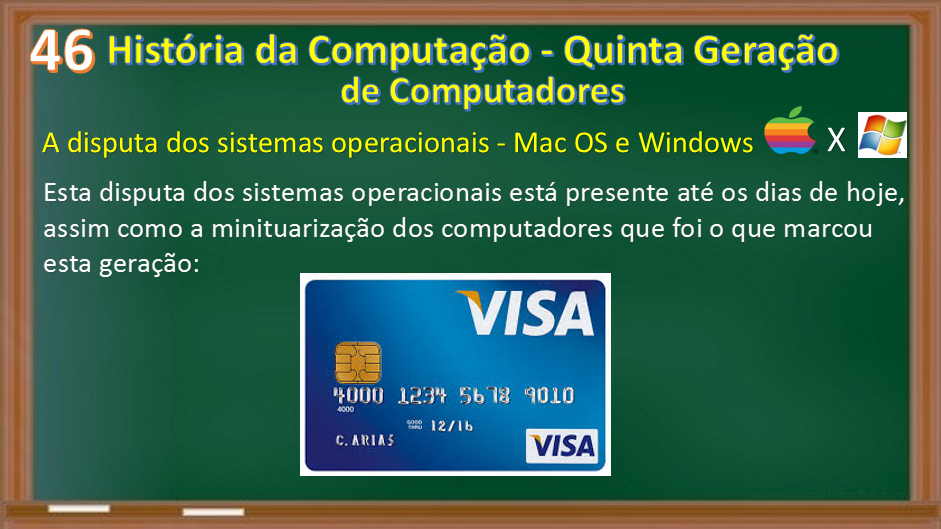 46 História da Computação - Quinta Geração
de Computadores
A disputa dos sistemas operacionais - Mac OS e Windows X
Esta disputa dos sistemas operacionais está presente até os dias de hoje,
assim como a minituarização dos computadores que foi o que marcou
esta geração:
VISA
4000 1234 5678 9010
4000
GOOD
THRU 12/16
C. ARIAS
VISA